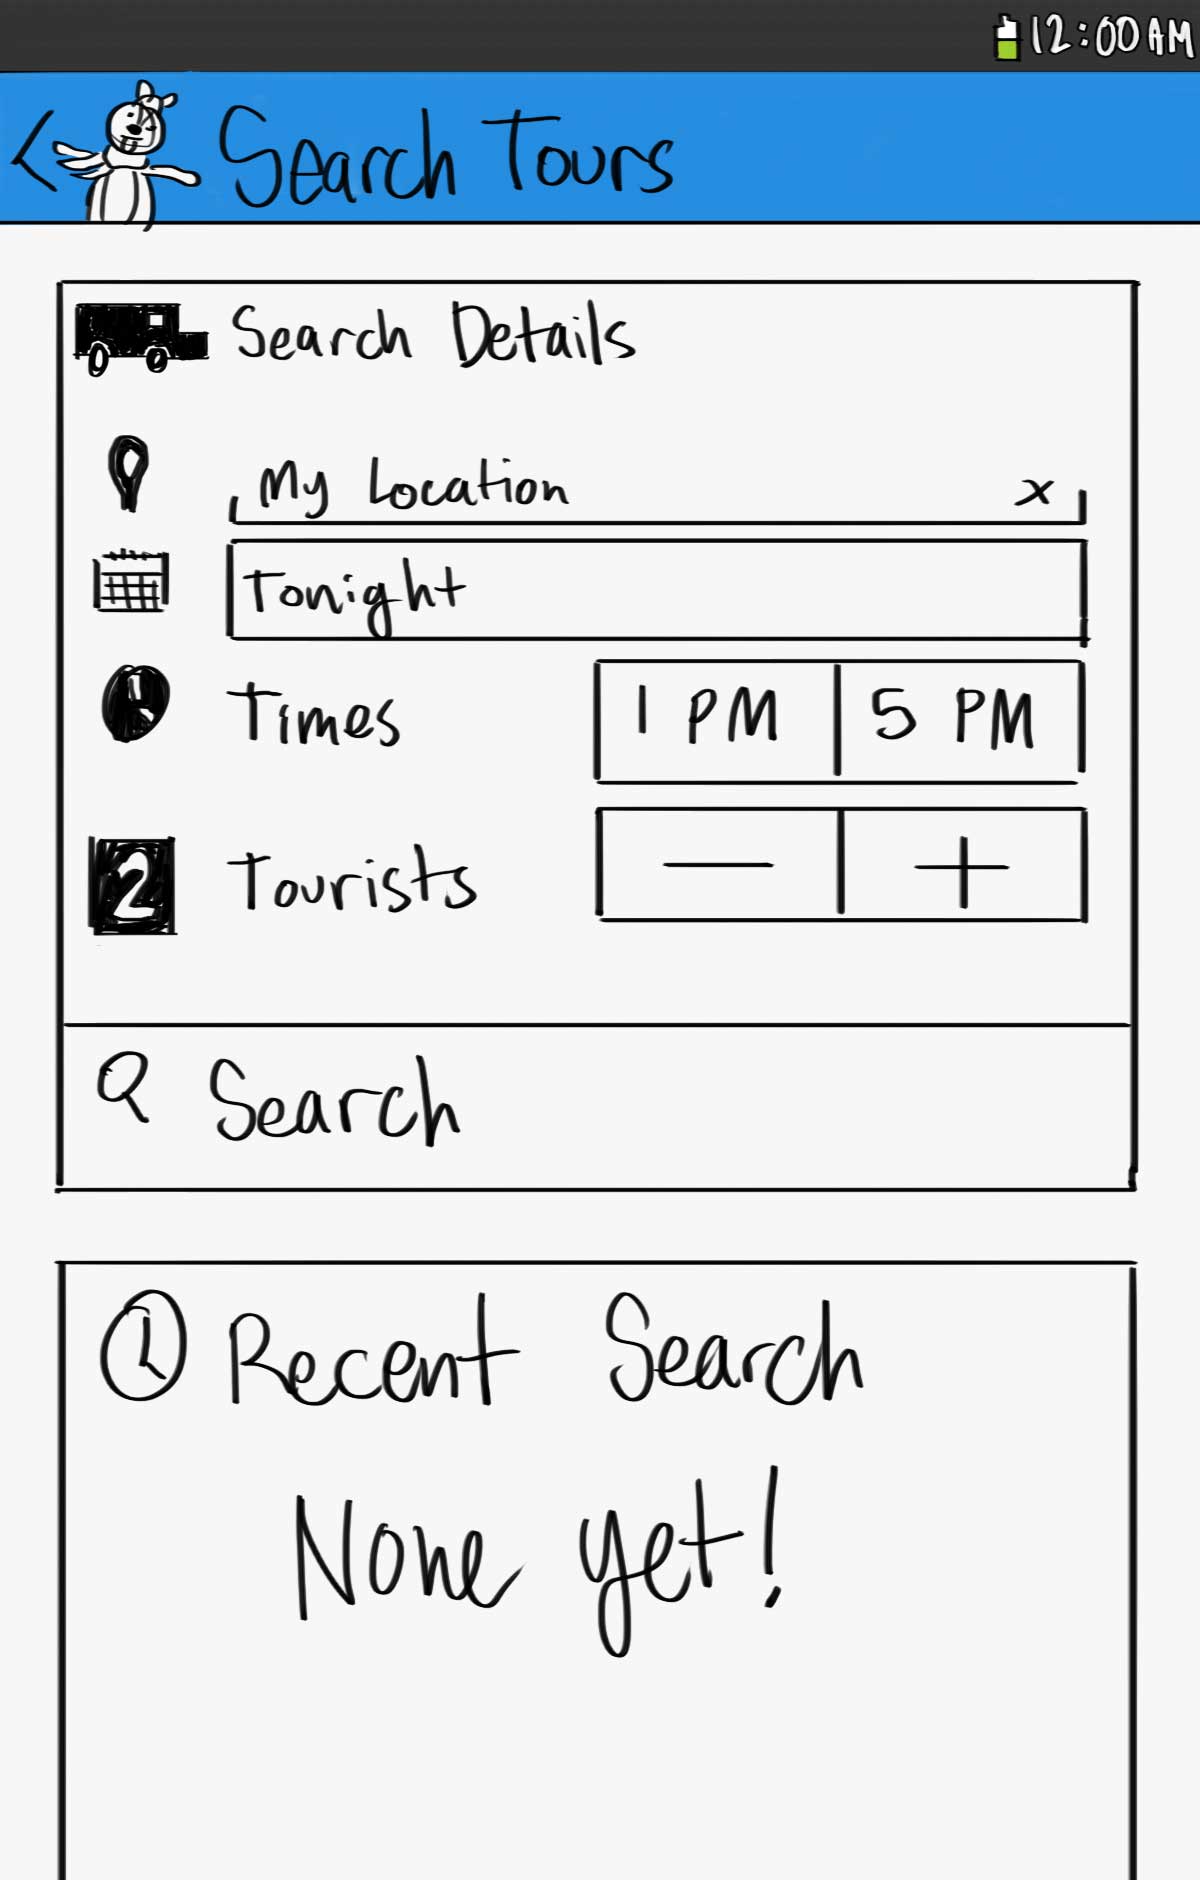 12:00 AM
< Search Tours
Search Details
My Location x
Tonight
Times 1 PM 5 PM
2 Tourists — +
Search
Recent Search
None yet!